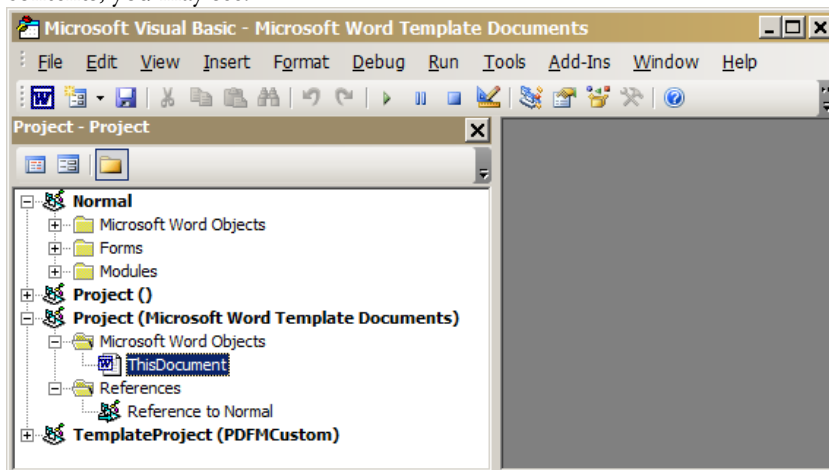 Microsoft Visual Basic - Microsoft Word Template Documents
File Edit View Insert Format Debug Run Tools Add-Ins Window Help
Project - Project
Normal
Microsoft Word Objects
Forms
Modules
Project ()
Project (Microsoft Word Template Documents)
Microsoft Word Objects
ThisDocument
References
Reference to Normal
TemplateProject (PDFMCustom)